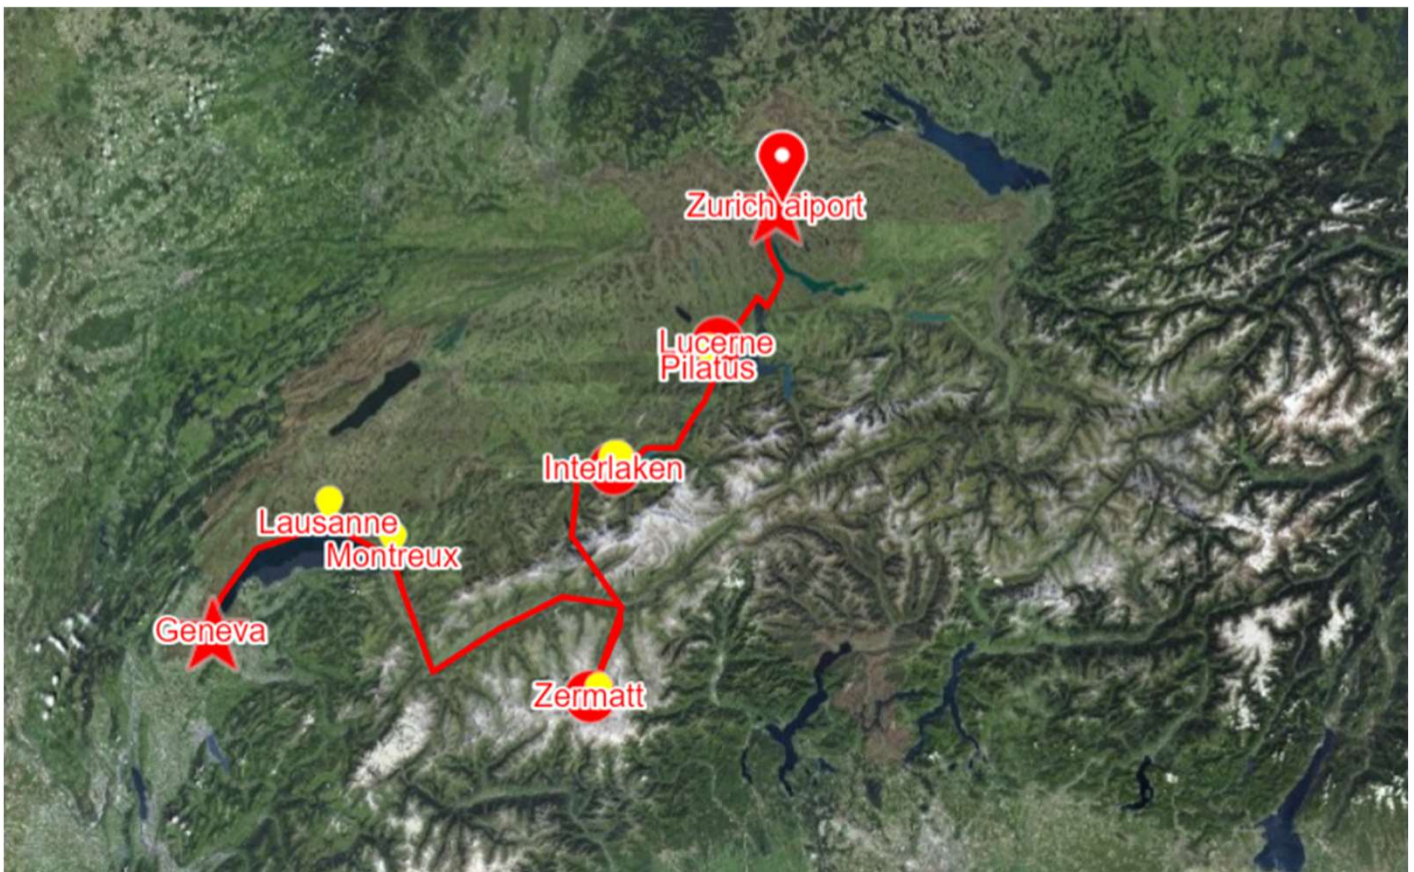 Zurich aiport
Lucerne
Pilatus
Interlaken
Lausanne
Montreux
Geneva
Zermatt